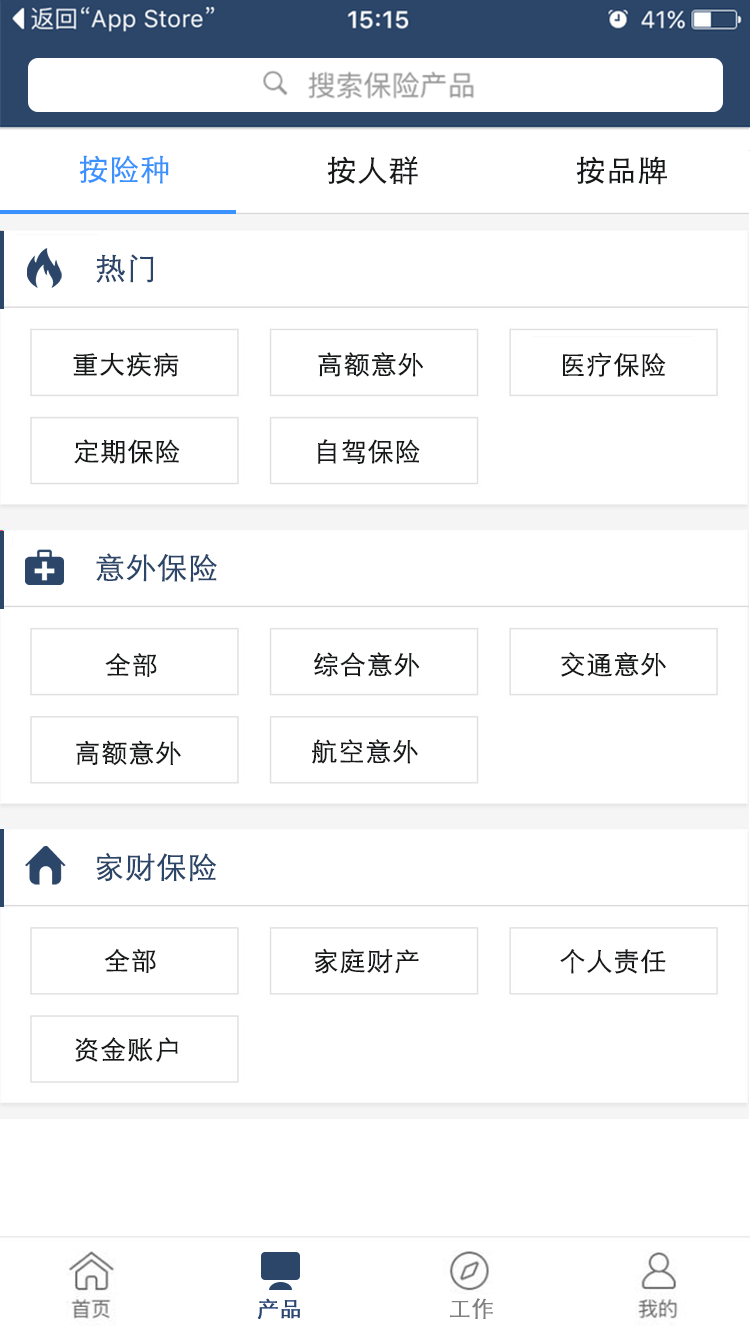 返回“App Store” 15:15 41%
搜索保险产品
按险种 按人群 按品牌
热门
重大疾病 高额意外 医疗保险
定期保险 自驾保险
意外保险
全部 综合意外 交通意外
高额意外 航空意外
家财保险
全部 家庭财产 个人责任
资金账户
首页 产品 工作 我的